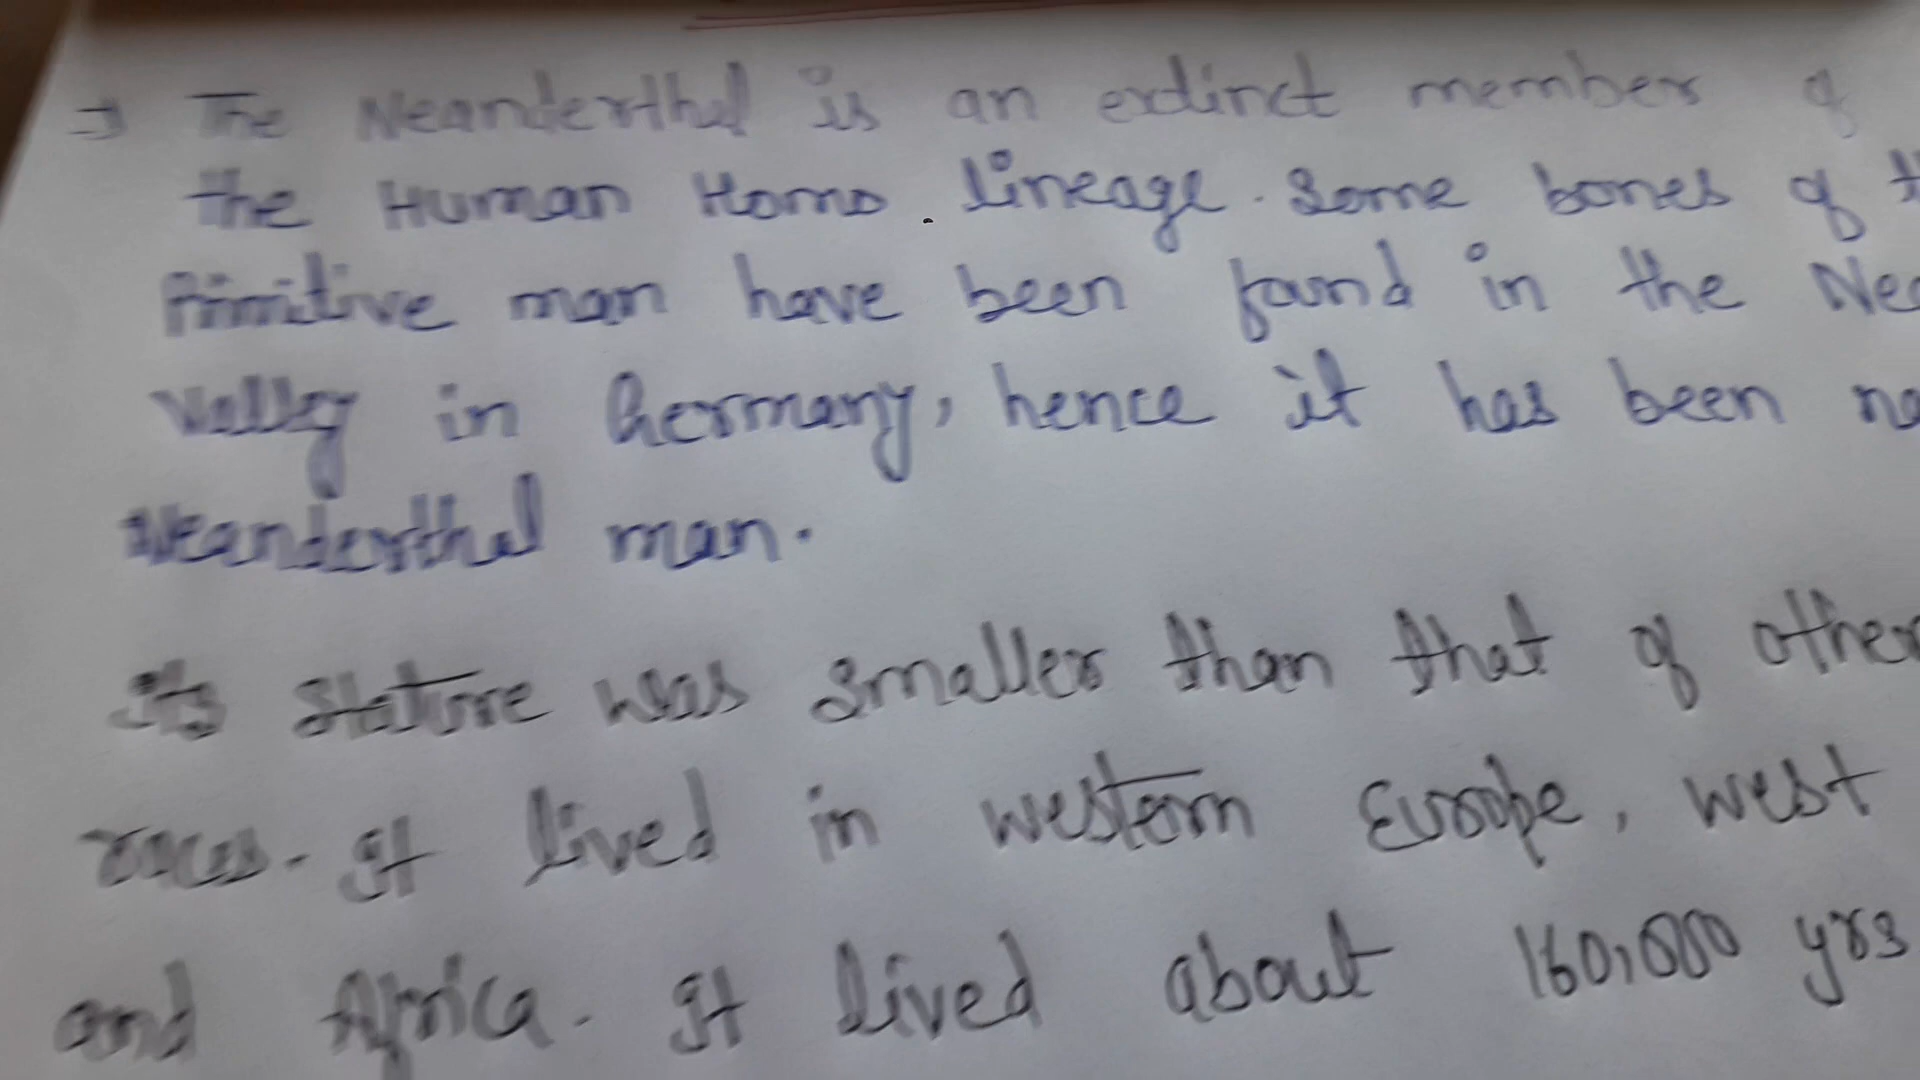 ⇒ The Neanderthal is an extinct member of
the Human Homo. lineage. Some bones of
Primitive man have been found in the
Valley in Germany, hence it has been
Neanderthal man.
Its stature was smaller than that of other
races. It lived in western Europe, west
and Africa. It lived about 160,000 yrs